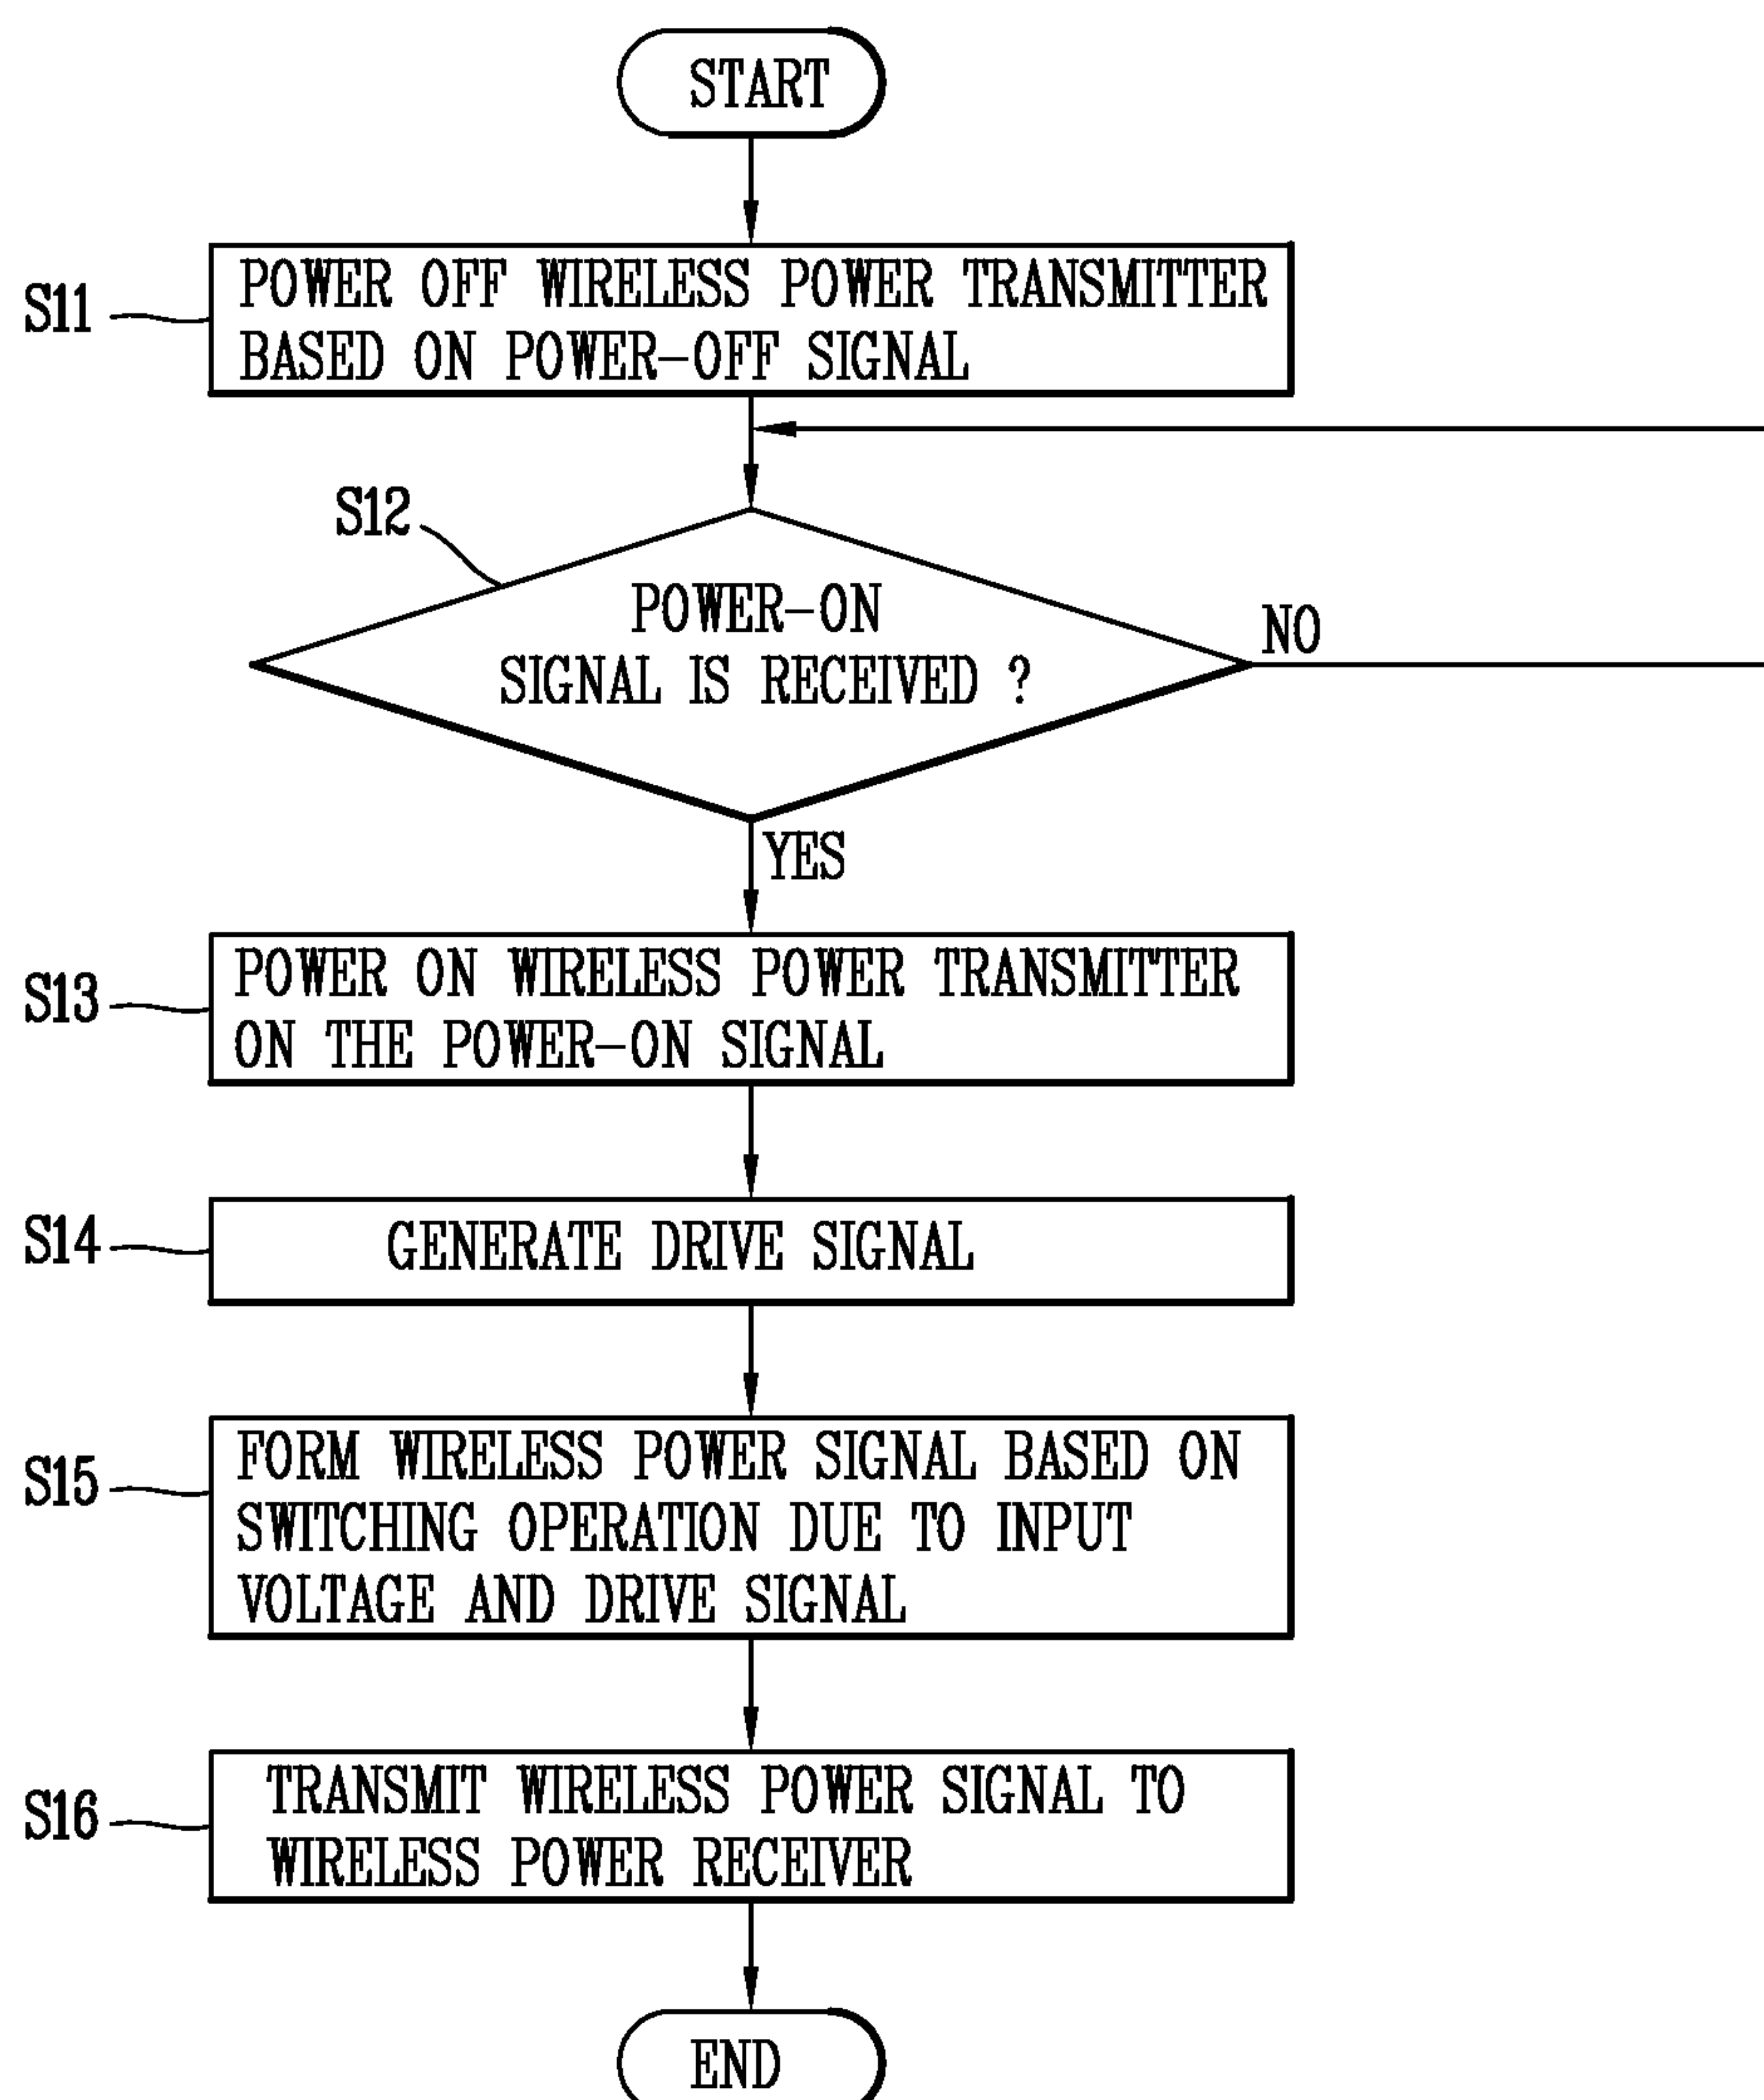 START
S11
POWER OFF WIRELESS POWER TRANSMITTER
BASED ON POWER-OFF SIGNAL
S12
POWER-ON
SIGNAL IS RECEIVED ?
NO
YES
S13
POWER ON WIRELESS POWER TRANSMITTER
ON THE POWER-ON SIGNAL
S14
GENERATE DRIVE SIGNAL
S15
FORM WIRELESS POWER SIGNAL BASED ON
SWITCHING OPERATION DUE TO INPUT
VOLTAGE AND DRIVE SIGNAL
S16
TRANSMIT WIRELESS POWER SIGNAL TO
WIRELESS POWER RECEIVER
END